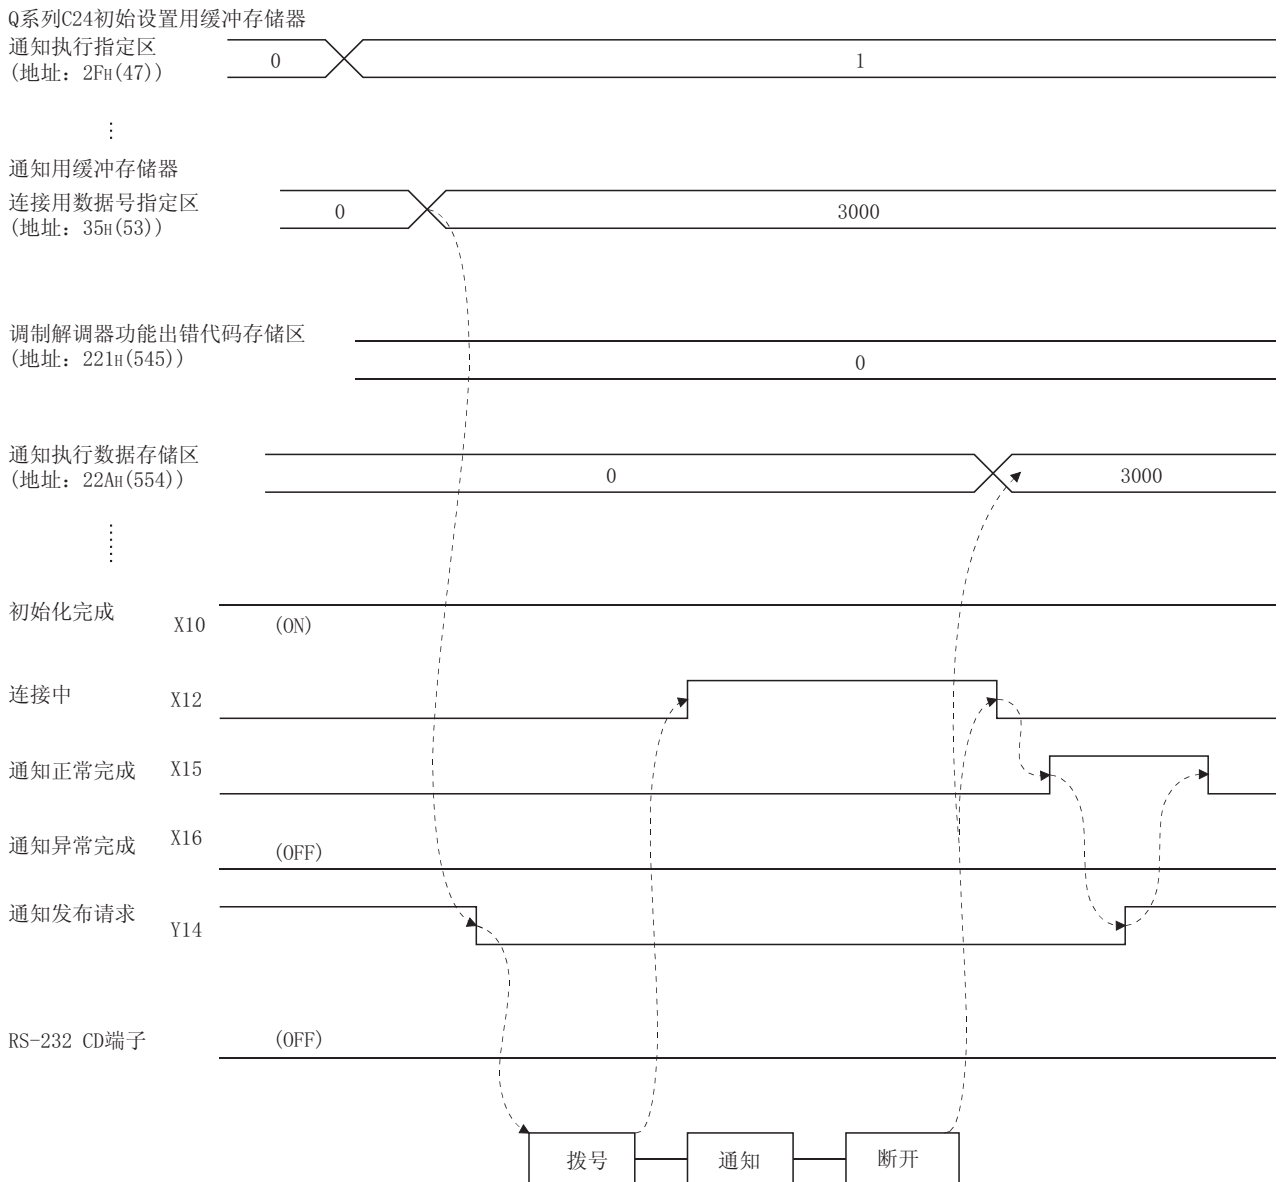 Q系列C24初始设置用缓冲存储器
通知执行指定区
(地址：2FH(47))
0
1
⋮
通知用缓冲存储器
连接用数据号指定区
(地址：35H(53))
0
3000
调制解调器功能出错代码存储区
(地址：221H(545))
0
通知执行数据存储区
(地址：22AH(554))
0
3000
初始化完成 X10 (ON)
连接中 X12
通知正常完成 X15
通知异常完成 X16 (OFF)
通知发布请求 Y14
RS-232 CD端子 (OFF)
拨号 通知 断开